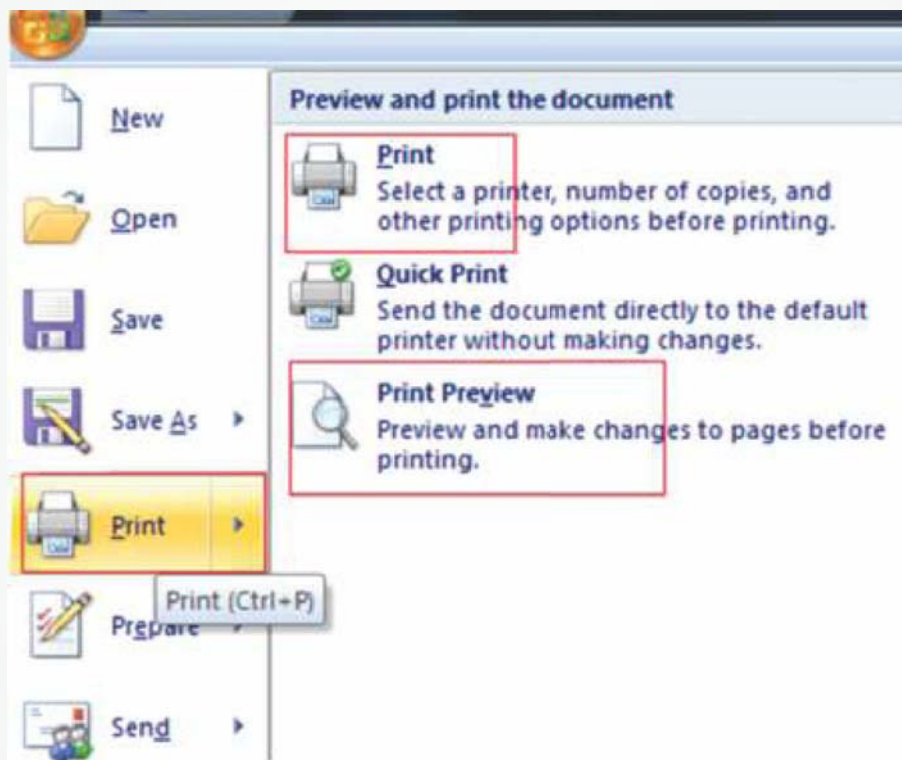 New
Open
Save
Save As
Print
Print (Ctrl+P)
Prepare
Send
Preview and print the document
Print
Select a printer, number of copies, and
other printing options before printing.
Quick Print
Send the document directly to the default
printer without making changes.
Print Preview
Preview and make changes to pages before
printing.